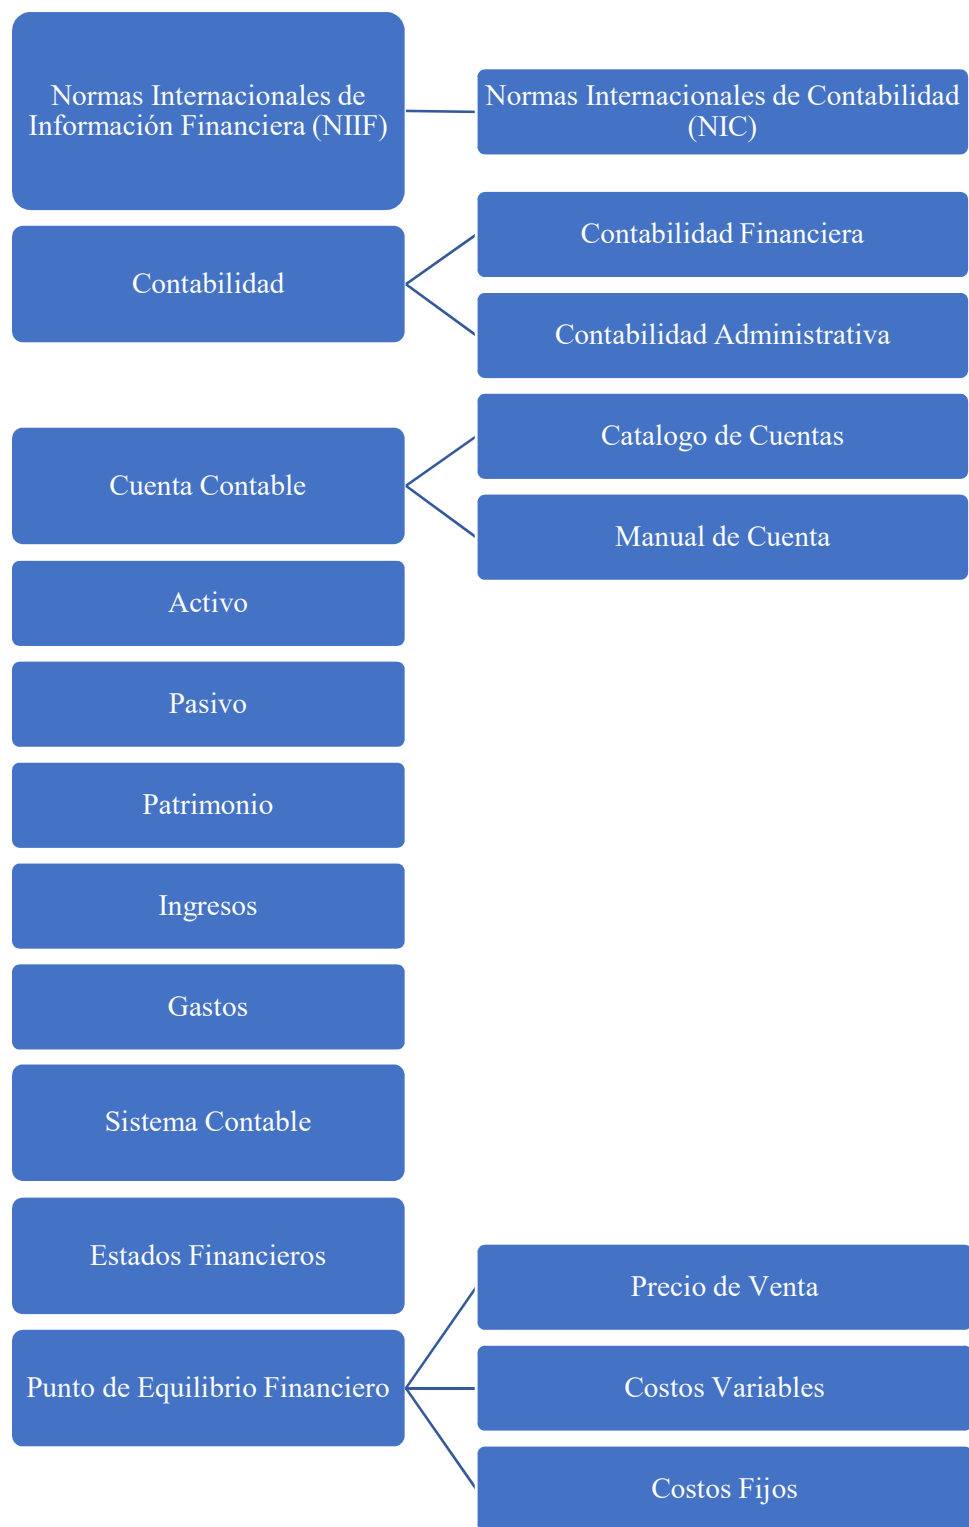 Normas Internacionales de
Información Financiera (NIIF)
Normas Internacionales de Contabilidad
(NIC)
Contabilidad
Contabilidad Financiera
Contabilidad Administrativa
Cuenta Contable
Catalogo de Cuentas
Manual de Cuenta
Activo
Pasivo
Patrimonio
Ingresos
Gastos
Sistema Contable
Estados Financieros
Punto de Equilibrio Financiero
Precio de Venta
Costos Variables
Costos Fijos